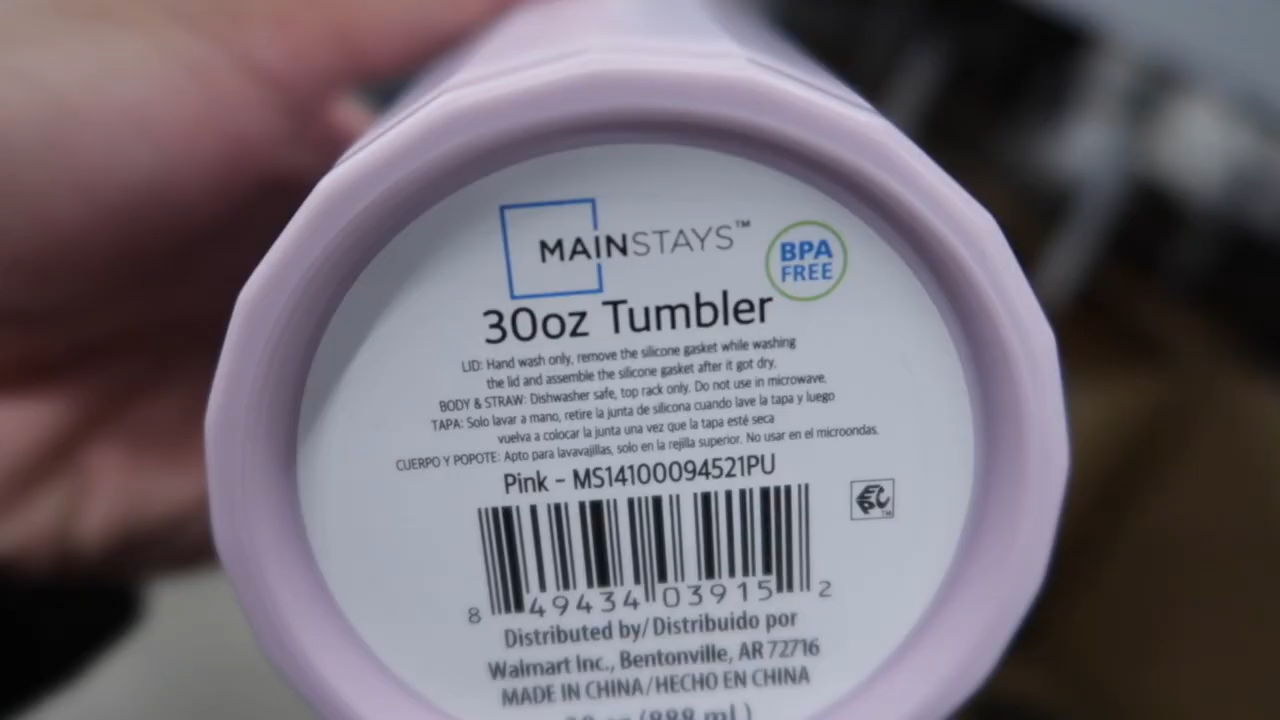 MAINSTAYS™
BPA
FREE
30oz Tumbler
LID: Hand wash only, remove the silicone gasket while washing
the lid and assemble the silicone gasket after it got dry.
BODY & STRAW: Dishwasher safe, top rack only. Do not use in microwave.
TAPA: Solo lavar a mano, retire la junta de silicona cuando lave la tapa y luego
vuelva a colocar la junta una vez que la tapa esté seca
CUERPO Y POPOTE: Apto para lavavajillas, solo en la rejilla superior. No usar en el microondas.
Pink - MS14100094521PU
EPC™
8 49434 03915 2
Distributed by/ Distribuido por
Walmart Inc., Bentonville, AR 72716
MADE IN CHINA/HECHO EN CHINA
30 oz (888 mL)